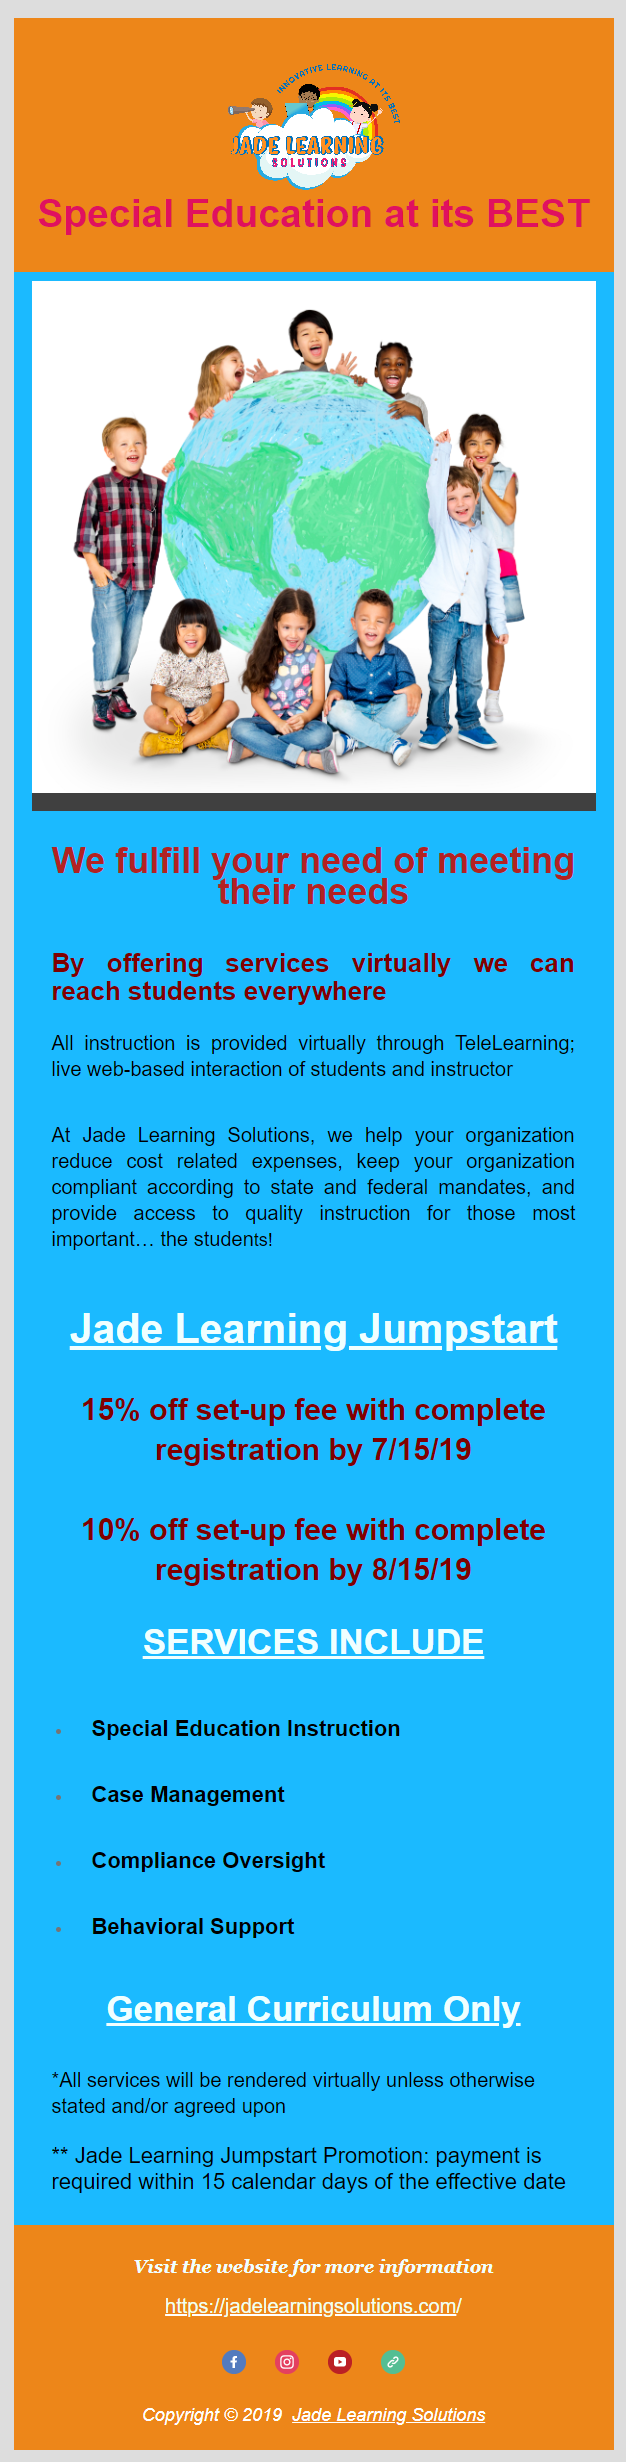 INNOVATIVE LEARNING AT ITS BEST
JADE LEARNING
SOLUTIONS
Special Education at its BEST
We fulfill your need of meeting
their needs
By offering services virtually we can
reach students everywhere
All instruction is provided virtually through TeleLearning;
live web-based interaction of students and instructor
At Jade Learning Solutions, we help your organization
reduce cost related expenses, keep your organization
compliant according to state and federal mandates, and
provide access to quality instruction for those most
important… the students!
Jade Learning Jumpstart
15% off set-up fee with complete
registration by 7/15/19
10% off set-up fee with complete
registration by 8/15/19
SERVICES INCLUDE
• Special Education Instruction
• Case Management
• Compliance Oversight
• Behavioral Support
General Curriculum Only
*All services will be rendered virtually unless otherwise
stated and/or agreed upon
** Jade Learning Jumpstart Promotion: payment is
required within 15 calendar days of the effective date
Visit the website for more information
https://jadelearningsolutions.com/
Copyright © 2019 Jade Learning Solutions